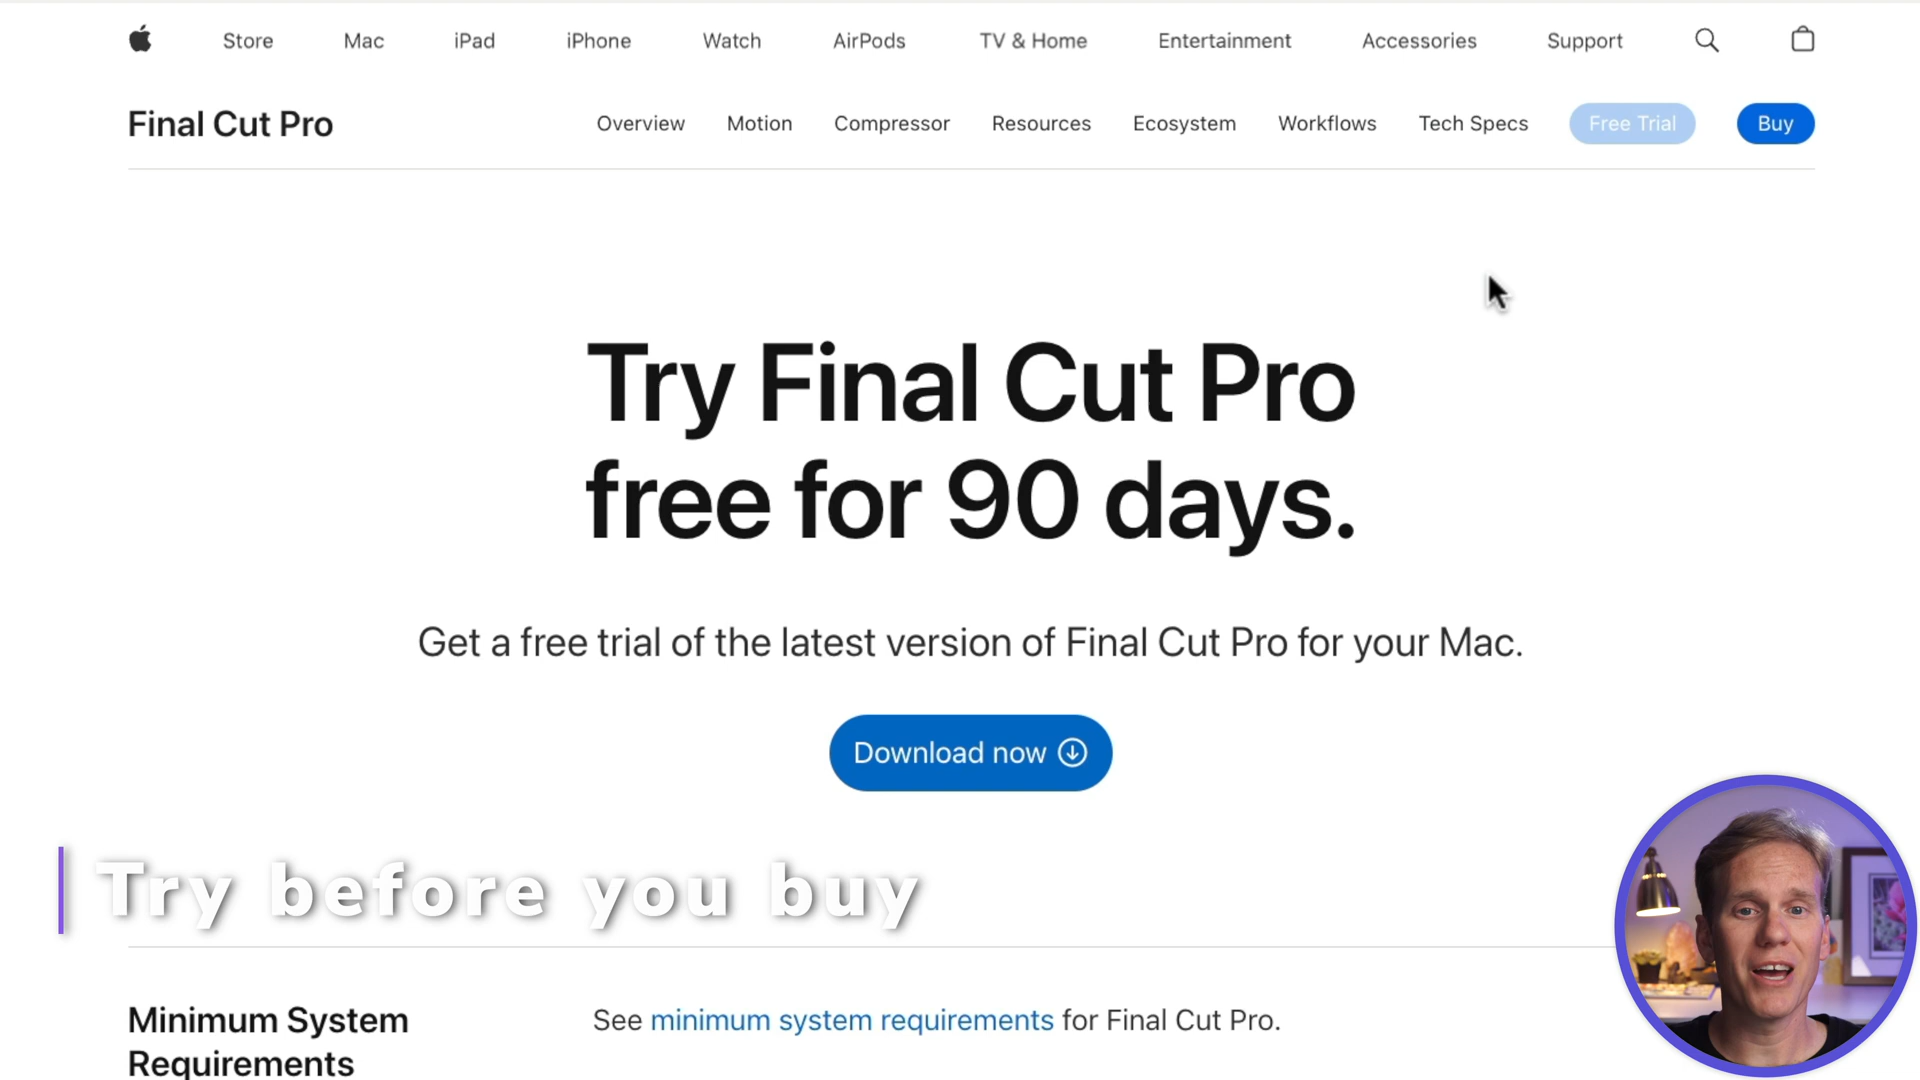 Store Mac iPad iPhone Watch AirPods TV & Home Entertainment Accessories Support
Final Cut Pro Overview Motion Compressor Resources Ecosystem Workflows Tech Specs Free Trial Buy
Try Final Cut Pro
free for 90 days.
Get a free trial of the latest version of Final Cut Pro for your Mac.
Download now
Try before you buy
Minimum System
Requirements
See minimum system requirements for Final Cut Pro.